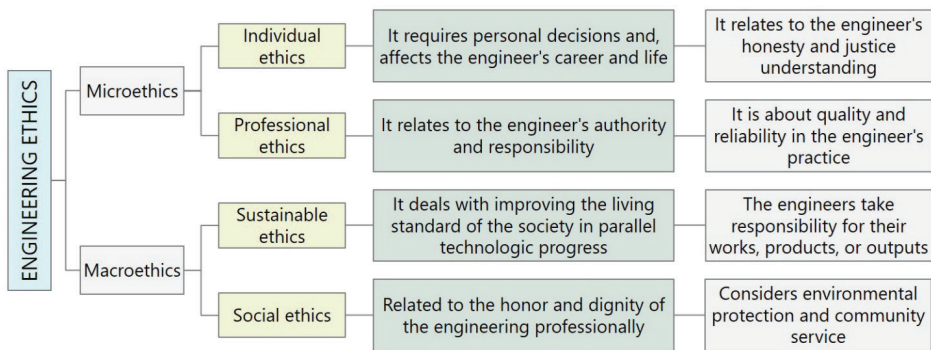 ENGINEERING ETHICS
Microethics
Individual
ethics
It requires personal decisions and,
affects the engineer's career and life
It relates to the engineer's
honesty and justice
understanding
Professional
ethics
It relates to the engineer's authority
and responsibility
It is about quality and
reliability in the engineer's
practice
Macroethics
Sustainable
ethics
It deals with improving the living
standard of the society in parallel
technologic progress
The engineers take
responsibility for their
works, products, or outputs
Social ethics
Related to the honor and dignity of
the engineering professionally
Considers environmental
protection and community
service